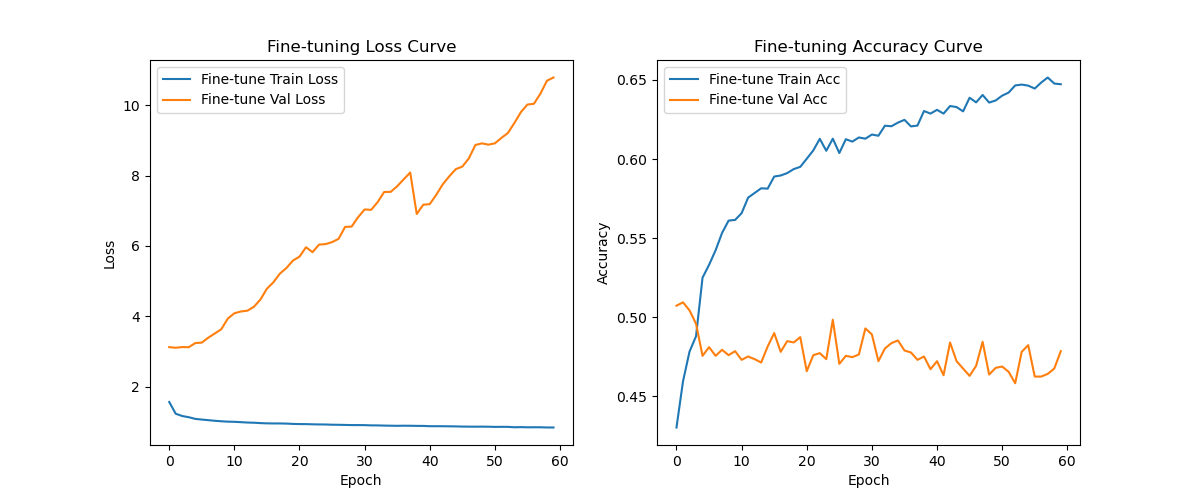 Fine-tuning Loss Curve
Fine-tune Train Loss
Fine-tune Val Loss
10
8
6
4
2
Loss
0 10 20 30 40 50 60
Epoch
Fine-tuning Accuracy Curve
Fine-tune Train Acc
Fine-tune Val Acc
0.65
0.60
0.55
0.50
0.45
Accuracy
0 10 20 30 40 50 60
Epoch